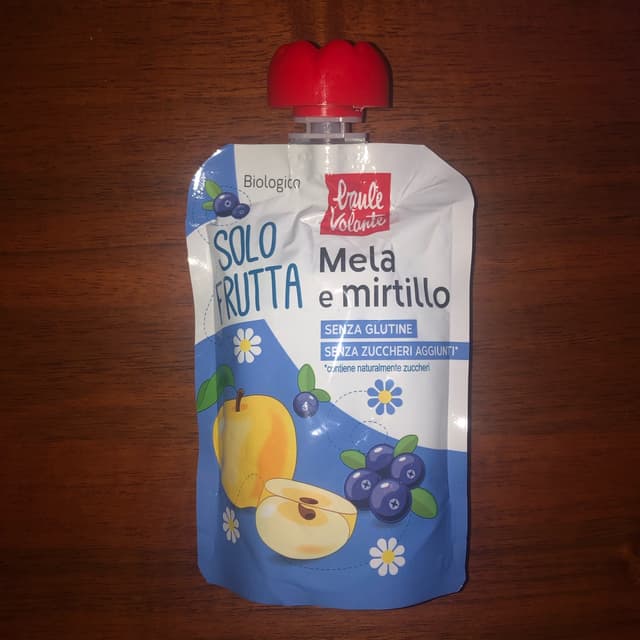 Biologico
baule
volante
SOLO
FRUTTA
Mela
e mirtillo
SENZA GLUTINE
SENZA ZUCCHERI AGGIUNTI*
*contiene naturalmente zuccheri